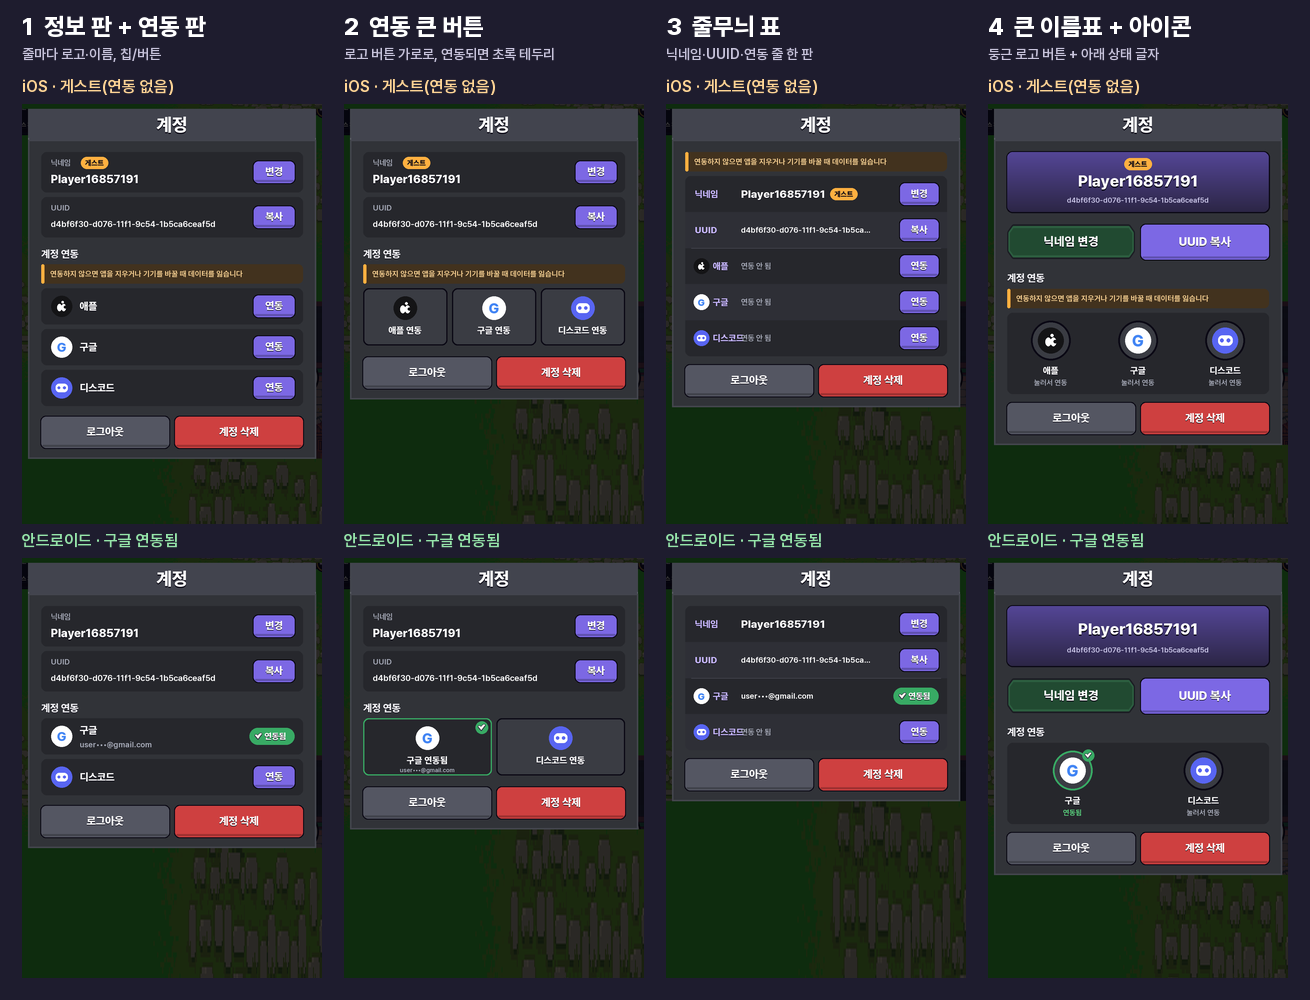 1 정보 판 + 연동 판
줄마다 로고·이름, 칩/버튼
iOS · 게스트(연동 없음)
계정
닉네임 게스트
Player16857191
변경
UUID
d4bf6f30-d076-11f1-9c54-1b5ca6ceaf5d
복사
계정 연동
연동하지 않으면 앱을 지우거나 기기를 바꿀 때 데이터를 잃습니다
애플
연동
G 구글
연동
디스코드
연동
로그아웃
계정 삭제
안드로이드 · 구글 연동됨
계정
닉네임
Player16857191
변경
UUID
d4bf6f30-d076-11f1-9c54-1b5ca6ceaf5d
복사
계정 연동
G 구글
user···@gmail.com
✓ 연동됨
디스코드
연동
로그아웃
계정 삭제
2 연동 큰 버튼
로고 버튼 가로로, 연동되면 초록 테두리
iOS · 게스트(연동 없음)
계정
닉네임 게스트
Player16857191
변경
UUID
d4bf6f30-d076-11f1-9c54-1b5ca6ceaf5d
복사
계정 연동
연동하지 않으면 앱을 지우거나 기기를 바꿀 때 데이터를 잃습니다
애플 연동
G
구글 연동
디스코드 연동
로그아웃
계정 삭제
안드로이드 · 구글 연동됨
계정
닉네임
Player16857191
변경
UUID
d4bf6f30-d076-11f1-9c54-1b5ca6ceaf5d
복사
계정 연동
G
구글 연동됨
user···@gmail.com
디스코드 연동
로그아웃
계정 삭제
3 줄무늬 표
닉네임·UUID·연동 줄 한 판
iOS · 게스트(연동 없음)
계정
연동하지 않으면 앱을 지우거나 기기를 바꿀 때 데이터를 잃습니다
닉네임 Player16857191 게스트 변경
UUID d4bf6f30-d076-11f1-9c54-1b5ca... 복사
애플 연동 안 됨 연동
G 구글 연동 안 됨 연동
디스코드 연동 안 됨 연동
로그아웃
계정 삭제
안드로이드 · 구글 연동됨
계정
닉네임 Player16857191 변경
UUID d4bf6f30-d076-11f1-9c54-1b5ca... 복사
G 구글 user···@gmail.com ✓ 연동됨
디스코드 연동 안 됨 연동
로그아웃
계정 삭제
4 큰 이름표 + 아이콘
둥근 로고 버튼 + 아래 상태 글자
iOS · 게스트(연동 없음)
계정
게스트
Player16857191
d4bf6f30-d076-11f1-9c54-1b5ca6ceaf5d
닉네임 변경
UUID 복사
계정 연동
연동하지 않으면 앱을 지우거나 기기를 바꿀 때 데이터를 잃습니다
애플
눌러서 연동
G
구글
눌러서 연동
디스코드
눌러서 연동
로그아웃
계정 삭제
안드로이드 · 구글 연동됨
계정
Player16857191
d4bf6f30-d076-11f1-9c54-1b5ca6ceaf5d
닉네임 변경
UUID 복사
계정 연동
G
구글
연동됨
디스코드
눌러서 연동
로그아웃
계정 삭제